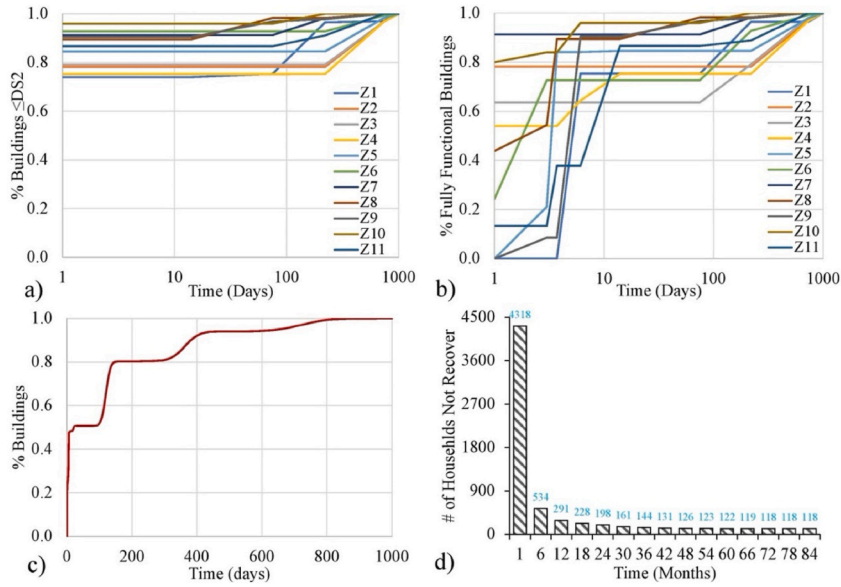 % Buildings ≤DS2
1.0
0.8
0.6
0.4
0.2
0.0
1 10 100 1000
Time (Days)
a)
Z1
Z2
Z3
Z4
Z5
Z6
Z7
Z8
Z9
Z10
Z11
% Fully Functional Buildings
1.0
0.8
0.6
0.4
0.2
0.0
1 10 100 1000
Time (Days)
b)
Z1
Z2
Z3
Z4
Z5
Z6
Z7
Z8
Z9
Z10
Z11
% Buildings
1.0
0.8
0.6
0.4
0.2
0.0
0 200 400 600 800 1000
Time (days)
c)
# of Househlds Not Recover
4500
3600
2700
1800
900
0
4318
534
291
228
198
161
144
131
126
123
122
119
118
118
118
1 6 12 18 24 30 36 42 48 54 60 66 72 78 84
Time (Months)
d)